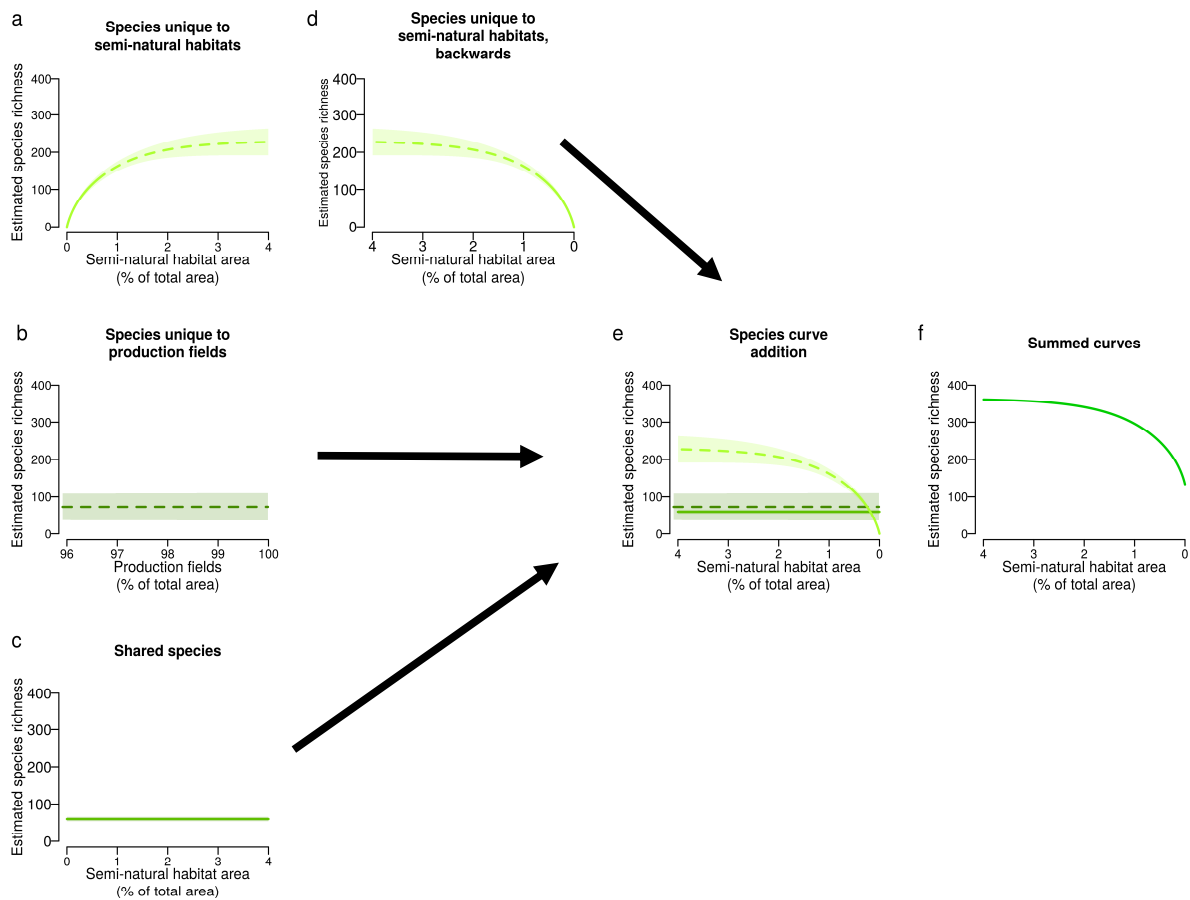 a
Species unique to
semi-natural habitats
Estimated species richness
400
300
200
100
0
0 1 2 3 4
Semi-natural habitat area
(% of total area)
d
Species unique to
semi-natural habitats,
backwards
Estimated species richness
400
300
200
100
0
4 3 2 1 0
Semi-natural habitat area
(% of total area)
b
Species unique to
production fields
Estimated species richness
400
300
200
100
0
96 97 98 99 100
Production fields
(% of total area)
e
Species curve
addition
Estimated species richness
400
300
200
100
0
4 3 2 1 0
Semi-natural habitat area
(% of total area)
f
Summed curves
Estimated species richness
400
300
200
100
0
4 3 2 1 0
Semi-natural habitat area
(% of total area)
c
Shared species
Estimated species richness
400
300
200
100
0
0 1 2 3 4
Semi-natural habitat area
(% of total area)